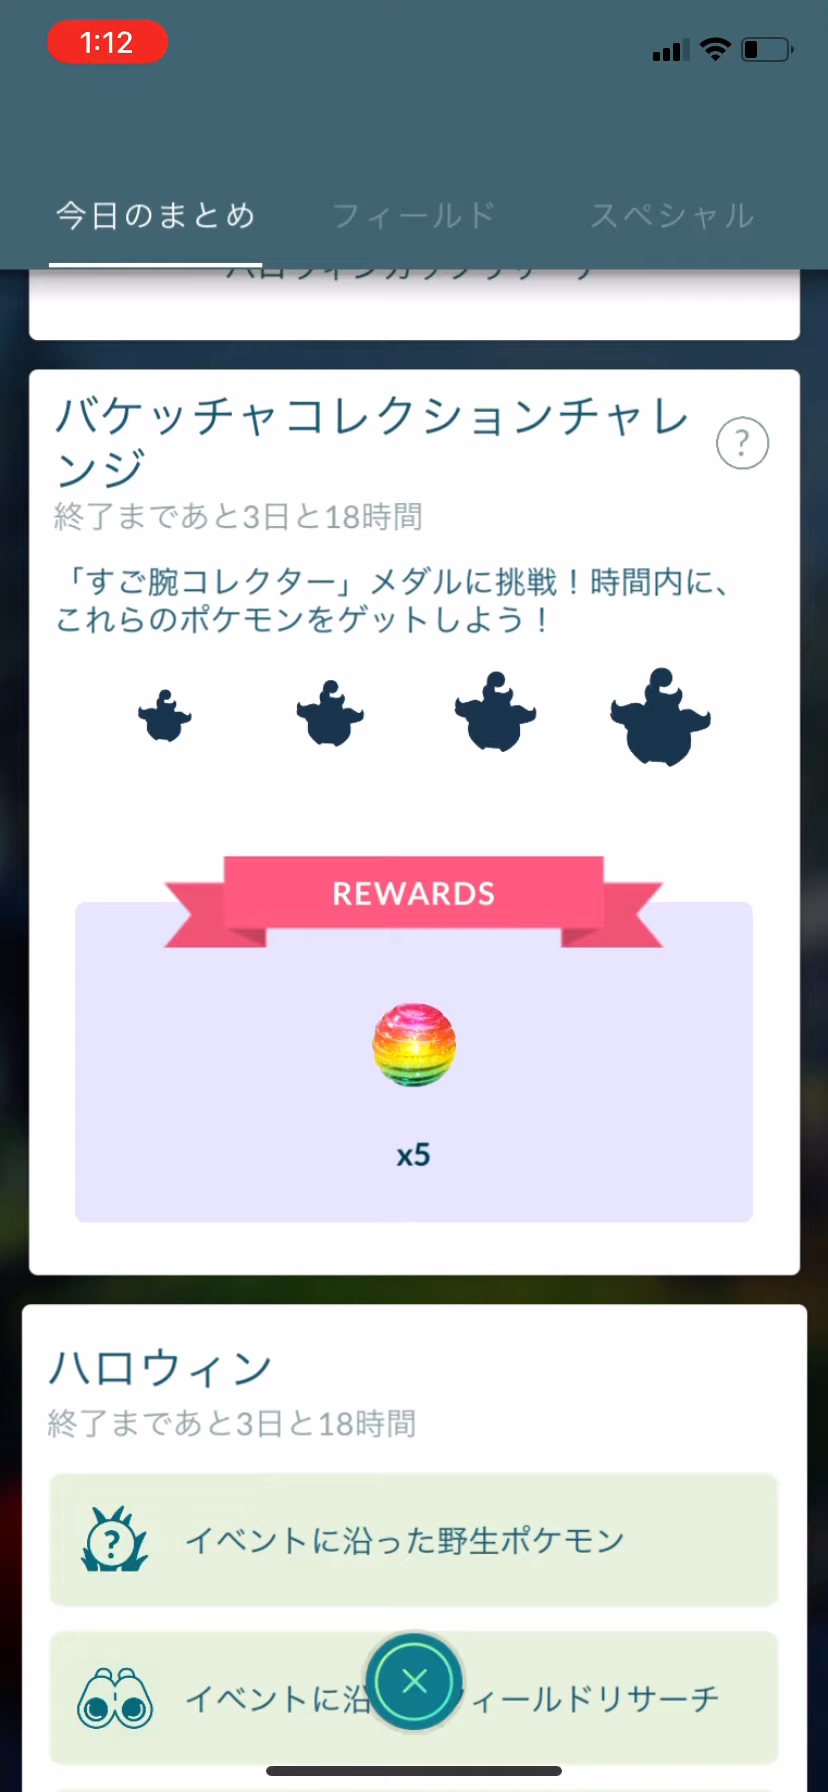 1:12
今日のまとめ フィールド スペシャル
バケッチャコレクションチャレ
ンジ
?
終了まであと3日と18時間
「すご腕コレクター」メダルに挑戦！時間内に、
これらのポケモンをゲットしよう！
REWARDS
x5
ハロウィン
終了まであと3日と18時間
?
イベントに沿った野生ポケモン
イベントに沿 ィールドリサーチ